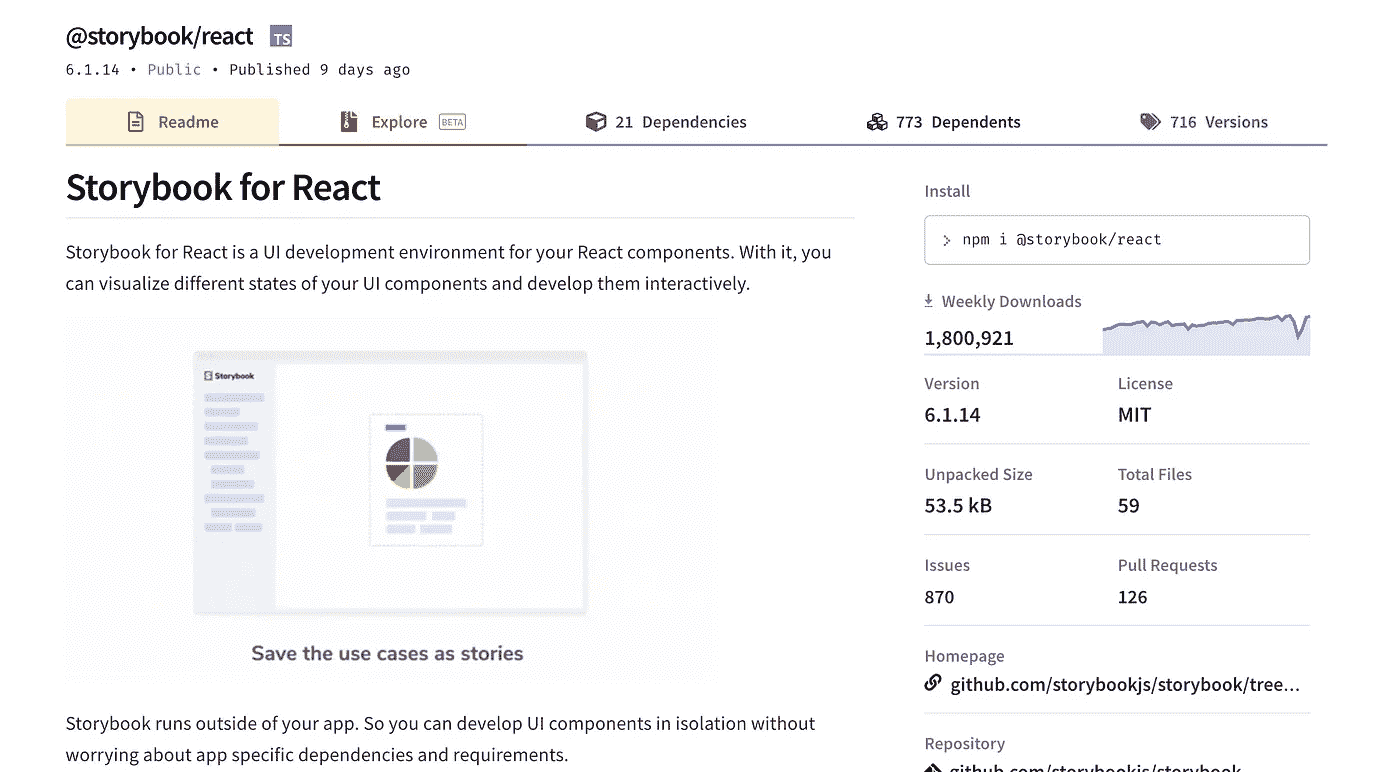 @storybook/react TS
6.1.14 • Public • Published 9 days ago
Readme
Explore BETA
21 Dependencies
773 Dependents
716 Versions
Storybook for React
Storybook for React is a UI development environment for your React components. With it, you
can visualize different states of your UI components and develop them interactively.
Storybook
Save the use cases as stories
Storybook runs outside of your app. So you can develop UI components in isolation without
worrying about app specific dependencies and requirements.
Install
> npm i @storybook/react
Weekly Downloads
1,800,921
Version
License
6.1.14
MIT
Unpacked Size
Total Files
53.5 kB
59
Issues
Pull Requests
870
126
Homepage
github.com/storybookjs/storybook/tree...
Repository
github.com/storybookjs/storybook